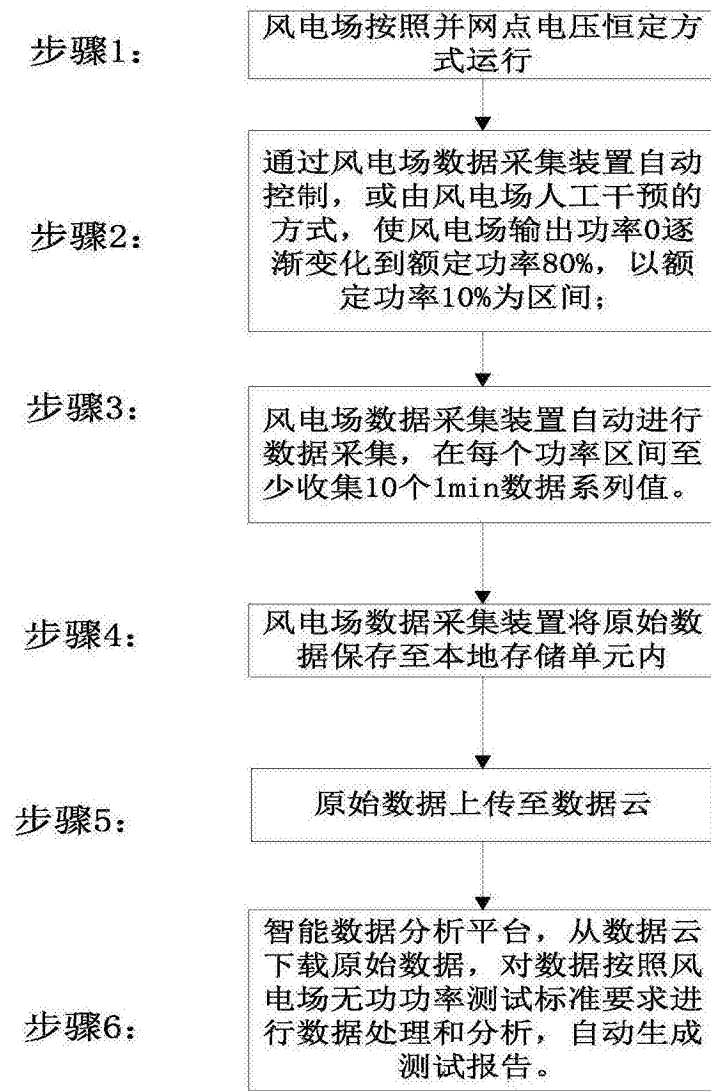 步骤1：
风电场按照并网点电压恒定方
式运行
步骤2：
通过风电场数据采集装置自动
控制，或由风电场人工干预的
方式，使风电场输出功率0逐
渐变化到额定功率80%，以额
定功率10%为区间；
步骤3：
风电场数据采集装置自动进行
数据采集，在每个功率区间至
少收集10个1min数据系列值。
步骤4：
风电场数据采集装置将原始数
据保存至本地存储单元内
步骤5：
原始数据上传至数据云
步骤6：
智能数据分析平台，从数据云
下载原始数据，对数据按照风
电场无功功率测试标准要求进
行数据处理和分析，自动生成
测试报告。